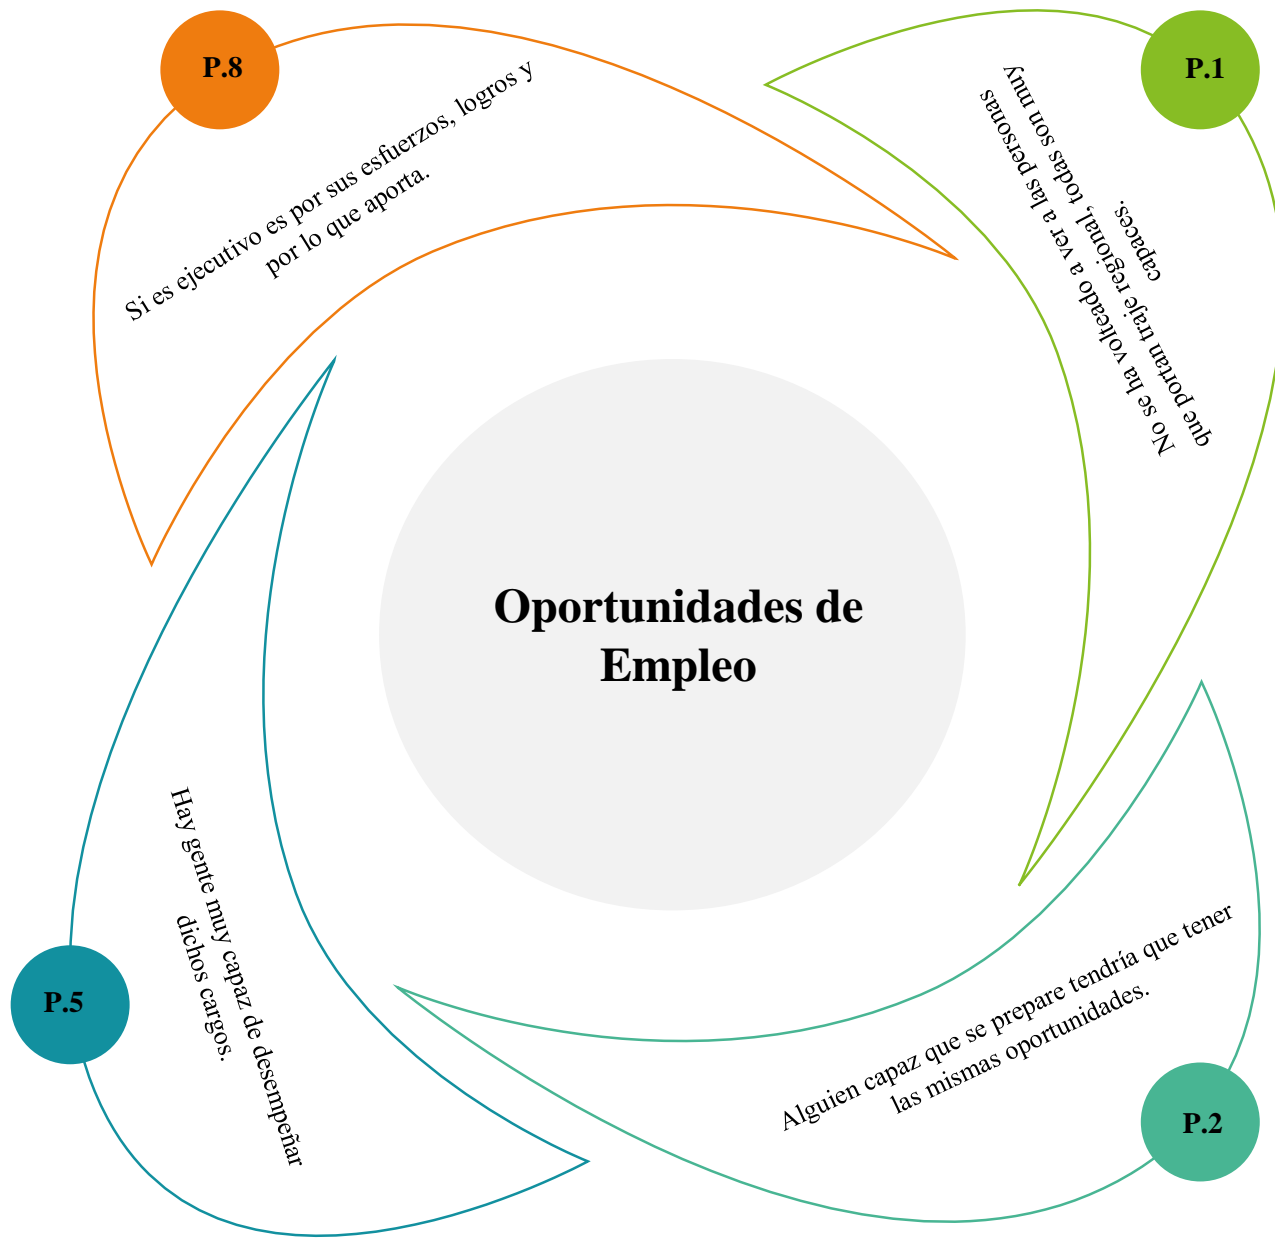 P.8
Si es ejecutivo es por sus esfuerzos, logros y
por lo que aporta.
P.1
No se ha volteado a ver a las personas
que portan traje regional, todas son muy
capaces.
Oportunidades de
Empleo
P.5
Hay gente muy capaz de desempeñar
dichos cargos.
Alguien capaz que se prepare tendría que tener
las mismas oportunidades.
P.2